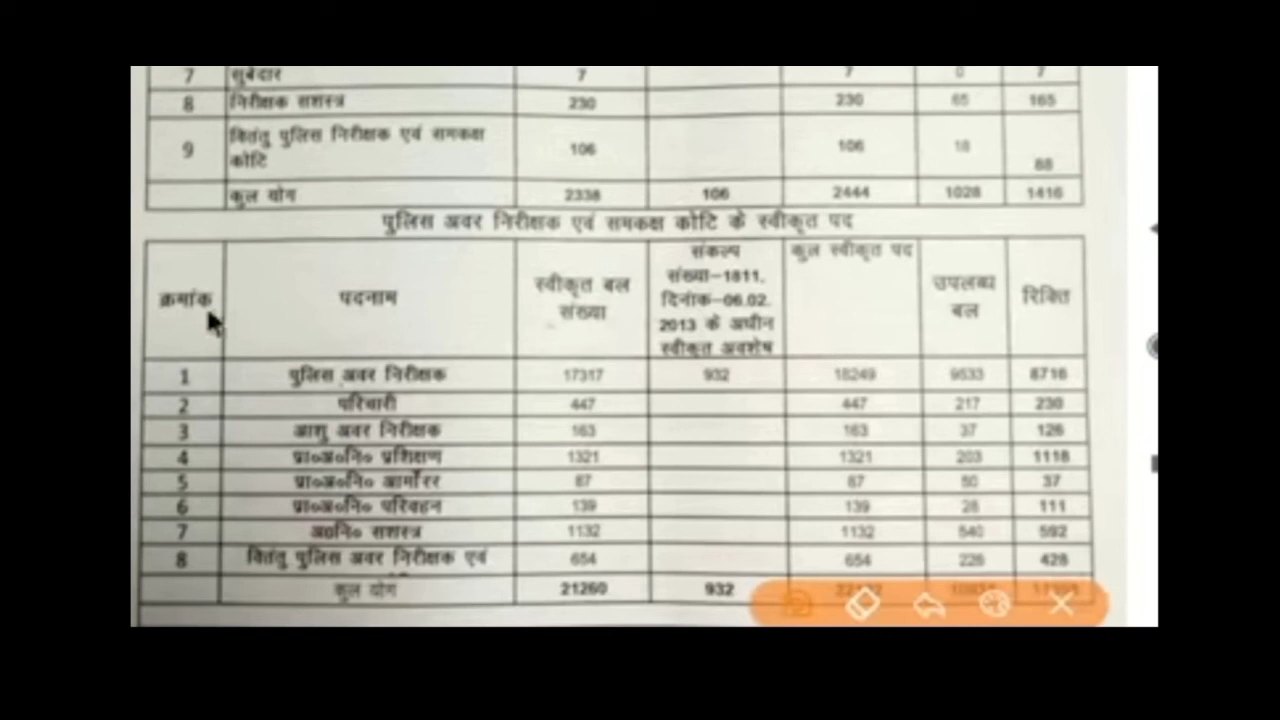 7 सुबेदार 7 7 0 7
8 निरीक्षक सशस्त्र 230 230 65 165
9 वितंतु पुलिस निरीक्षक एवं समकक्ष कोटि 106 106 18 88
कुल योग 2338 106 2444 1028 1416
पुलिस अवर निरीक्षक एवं समकक्ष कोटि के स्वीकृत पद
क्रमांक पदनाम स्वीकृत बल संख्या संकल्प संख्या-1811, दिनांक-06.02.2013 के अधीन स्वीकृत अवशेष कुल स्वीकृत पद उपलब्ध बल रिक्ति
1 पुलिस अवर निरीक्षक 17317 932 18249 9533 8716
2 परिचारी 447 447 217 230
3 आशु अवर निरीक्षक 163 163 37 126
4 प्रा०अ०नि० प्रशिक्षण 1321 1321 203 1118
5 प्रा०अ०नि० आर्मोरर 87 87 50 37
6 प्रा०अ०नि० परिवहन 139 139 28 111
7 अ०नि० सशस्त्र 1132 1132 540 592
8 वितंतु पुलिस अवर निरीक्षक एवं 654 654 226 428
कुल योग 21260 932